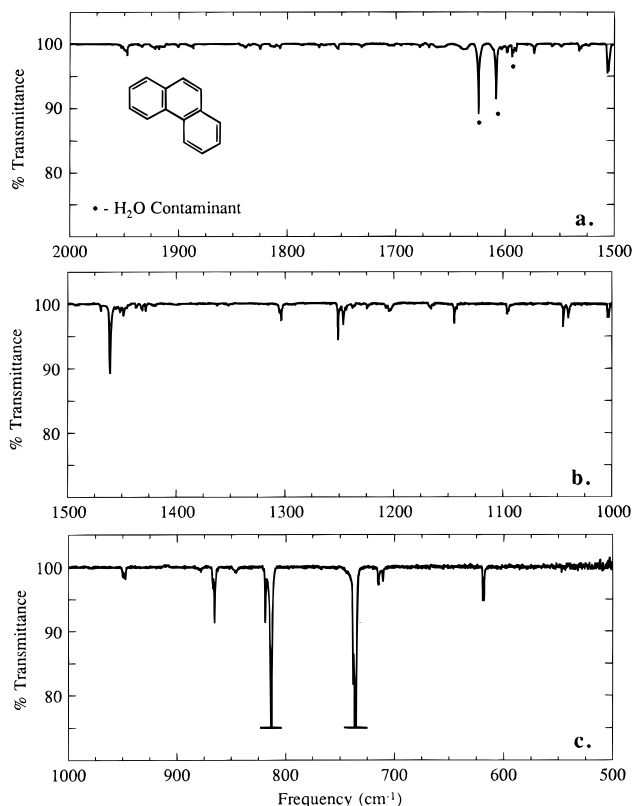 100
90
80
% Transmittance
• - H₂O Contaminant
a.
2000 1900 1800 1700 1600 1500
100
90
80
% Transmittance
b.
1500 1400 1300 1200 1100 1000
100
90
80
% Transmittance
c.
1000 900 800 700 600 500
Frequency (cm⁻¹)